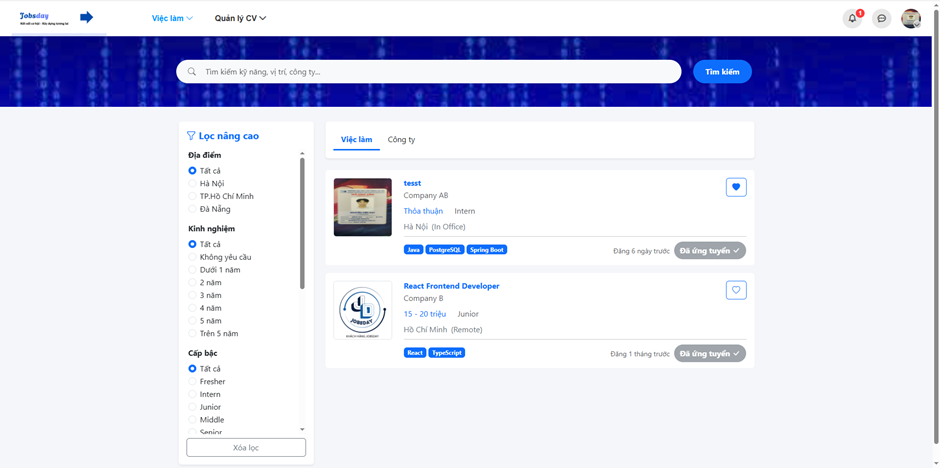 Jobsday
Việc làm
Quản lý CV
1
Tìm kiếm kỹ năng, vị trí, công ty...
Tìm kiếm
Lọc nâng cao
Địa điểm
Tất cả
Hà Nội
TP.Hồ Chí Minh
Đà Nẵng
Kinh nghiệm
Tất cả
Không yêu cầu
Dưới 1 năm
2 năm
3 năm
4 năm
5 năm
Trên 5 năm
Cấp bậc
Tất cả
Fresher
Intern
Junior
Middle
Senior
Xóa lọc
Việc làm
Công ty
tesst
Company AB
Thỏa thuận Intern
Hà Nội (In Office)
Java PostgreSQL Spring Boot
Đăng 6 ngày trước
Đã ứng tuyển
JOBSDAY
React Frontend Developer
Company B
15 - 20 triệu Junior
Hồ Chí Minh (Remote)
React TypeScript
Đăng 1 tháng trước
Đã ứng tuyển